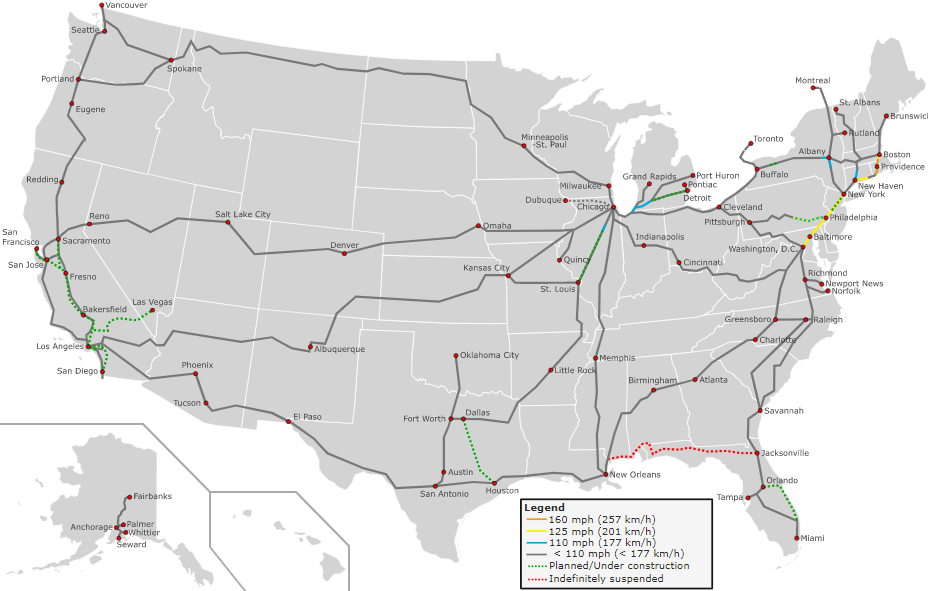 Vancouver
Seattle
Spokane
Portland
Eugene
Redding
Reno
Salt Lake City
San
Francisco
Sacramento
San Jose
Fresno
Bakersfield
Las Vegas
Los Angeles
San Diego
Denver
Albuquerque
Phoenix
Tucson
El Paso
Minneapolis
-St. Paul
Milwaukee
Dubuque
Chicago
Omaha
Kansas City
Quincy
St. Louis
Oklahoma City
Little Rock
Memphis
Fort Worth
Dallas
Austin
San Antonio
Houston
New Orleans
Grand Rapids
Port Huron
Pontiac
Detroit
Indianapolis
Cincinnati
Cleveland
Pittsburgh
Toronto
Buffalo
Montreal
St. Albans
Brunswick
Rutland
Albany
Boston
Providence
New Haven
New York
Philadelphia
Baltimore
Washington, D.C.
Richmond
Newport News
Norfolk
Greensboro
Raleigh
Charlotte
Birmingham
Atlanta
Savannah
Jacksonville
Orlando
Tampa
Miami
Fairbanks
Anchorage
Palmer
Whittier
Seward
Legend
160 mph (257 km/h)
125 mph (201 km/h)
110 mph (177 km/h)
< 110 mph (< 177 km/h)
Planned/Under construction
Indefinitely suspended